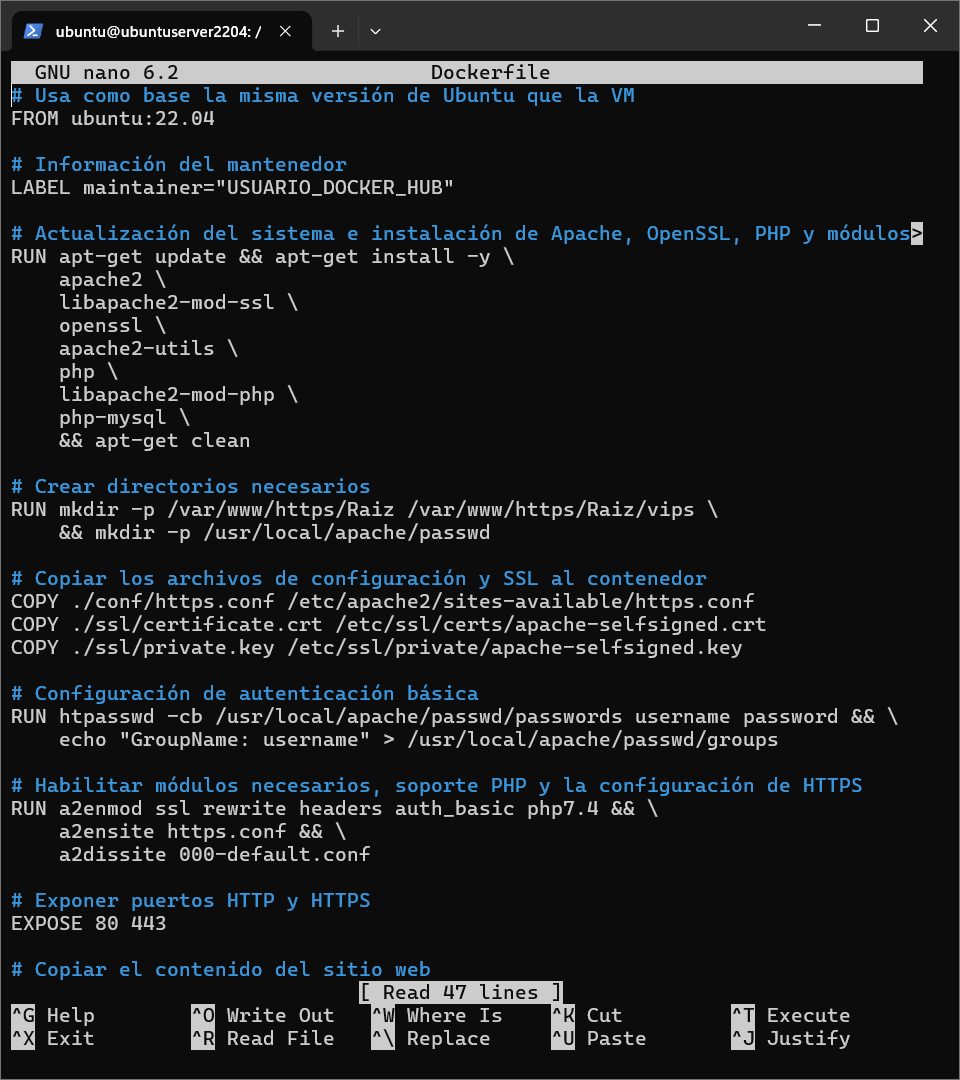 ubuntu@ubuntuserver2204: /
GNU nano 6.2 Dockerfile
# Usa como base la misma versión de Ubuntu que la VM
FROM ubuntu:22.04
# Información del mantenedor
LABEL maintainer="USUARIO_DOCKER_HUB"
# Actualización del sistema e instalación de Apache, OpenSSL, PHP y módulos>
RUN apt-get update && apt-get install -y \
    apache2 \
    libapache2-mod-ssl \
    openssl \
    apache2-utils \
    php \
    libapache2-mod-php \
    php-mysql \
    && apt-get clean
# Crear directorios necesarios
RUN mkdir -p /var/www/https/Raiz /var/www/https/Raiz/vips \
    && mkdir -p /usr/local/apache/passwd
# Copiar los archivos de configuración y SSL al contenedor
COPY ./conf/https.conf /etc/apache2/sites-available/https.conf
COPY ./ssl/certificate.crt /etc/ssl/certs/apache-selfsigned.crt
COPY ./ssl/private.key /etc/ssl/private/apache-selfsigned.key
# Configuración de autenticación básica
RUN htpasswd -cb /usr/local/apache/passwd/passwords username password && \
    echo "GroupName: username" > /usr/local/apache/passwd/groups
# Habilitar módulos necesarios, soporte PHP y la configuración de HTTPS
RUN a2enmod ssl rewrite headers auth_basic php7.4 && \
    a2ensite https.conf && \
    a2dissite 000-default.conf
# Exponer puertos HTTP y HTTPS
EXPOSE 80 443
# Copiar el contenido del sitio web
[ Read 47 lines ]
^G Help ^O Write Out ^W Where Is ^K Cut ^T Execute
^X Exit ^R Read File ^\ Replace ^U Paste ^J Justify